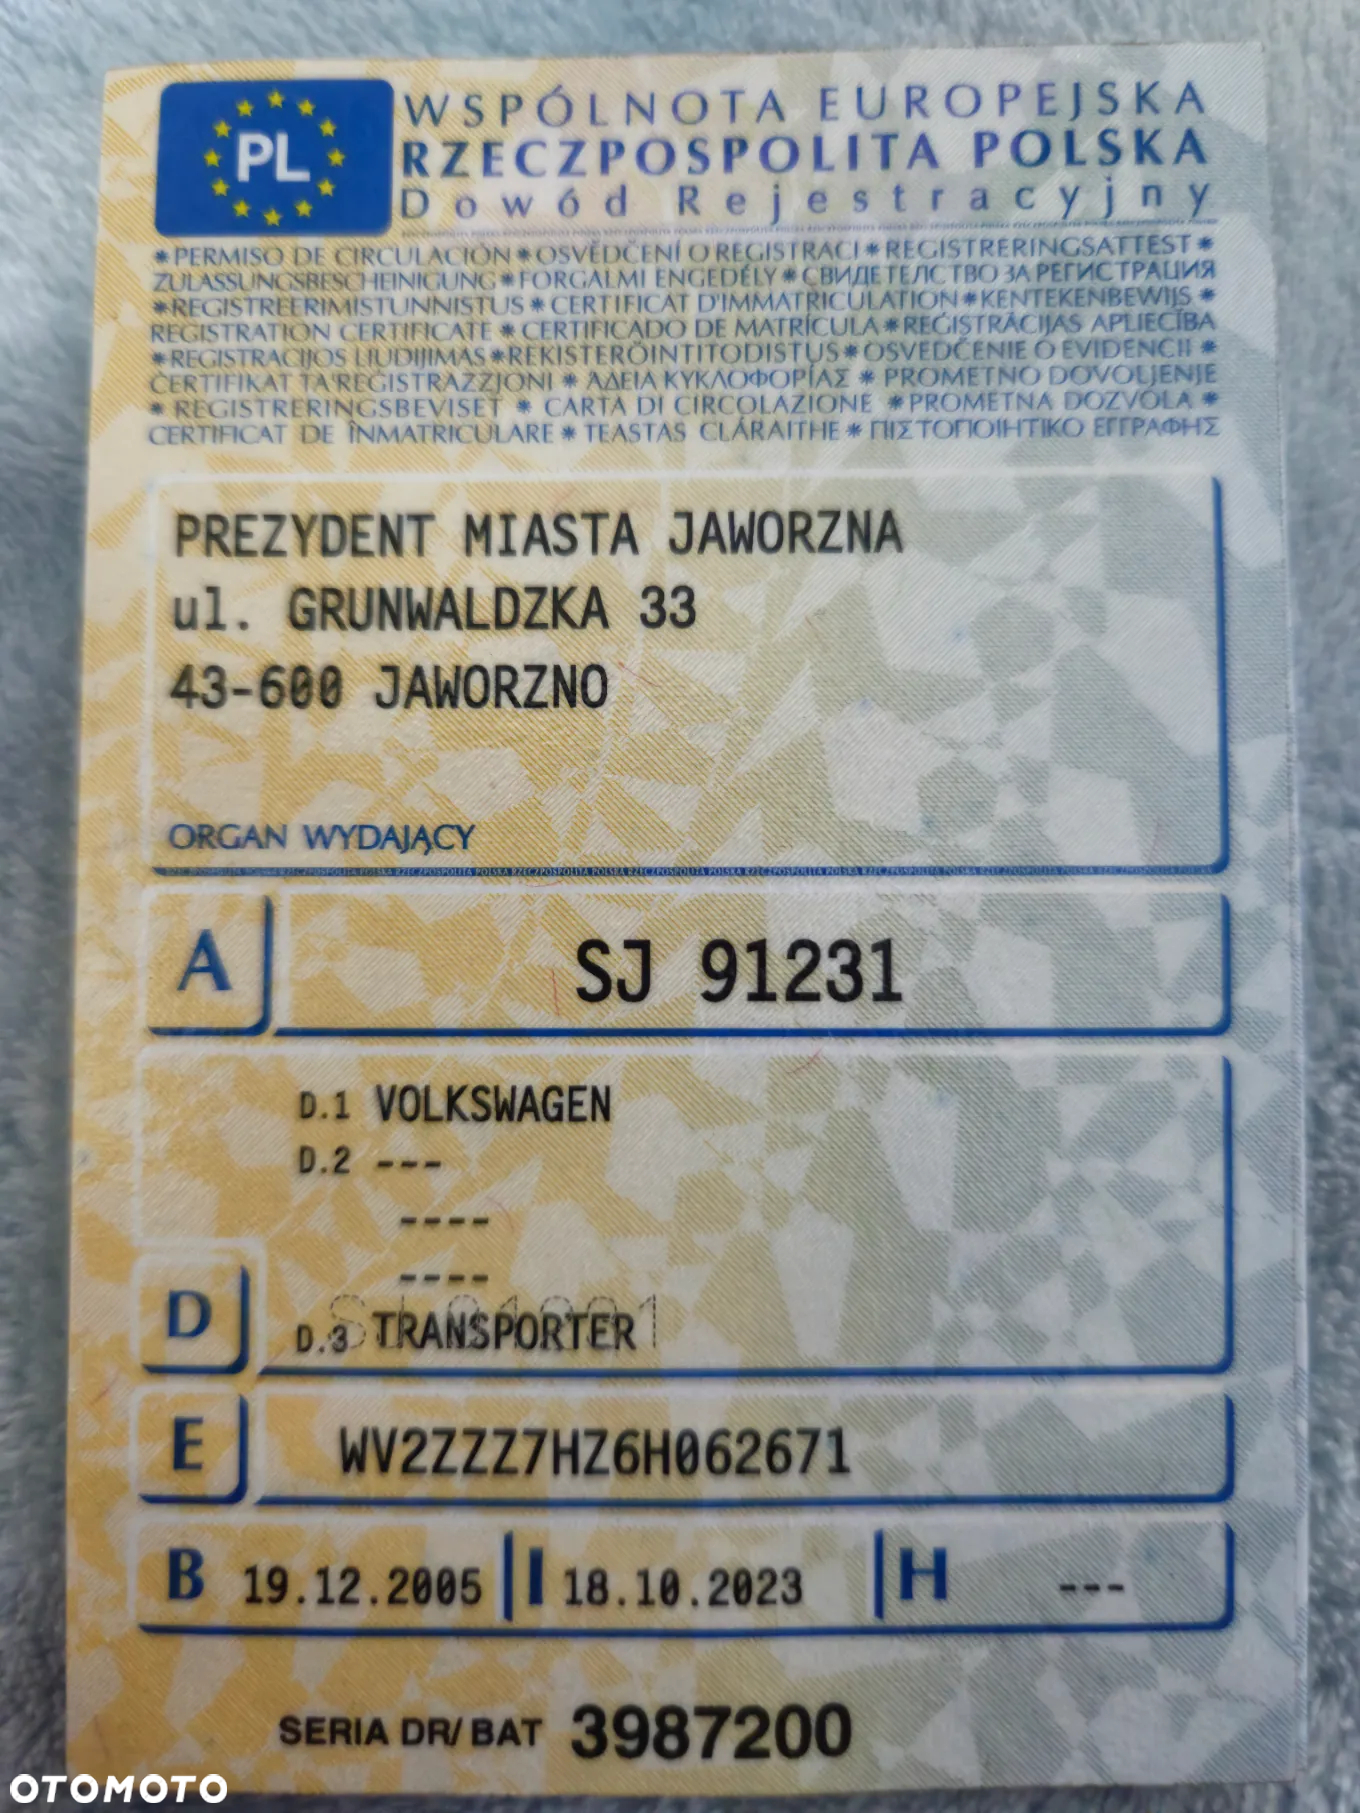 PL
WSPÓLNOTA EUROPEJSKA
RZECZPOSPOLITA POLSKA
Dowód Rejestracyjny
* PERMISO DE CIRCULACIÓN * OSVĚDČENÍ O REGISTRACI * REGISTRERINGSATTEST *
ZULASSUNGSBESCHEINIGUNG * FORGALMI ENGEDÉLY * СВИДЕТЕЛСТВО ЗА РЕГИСТРАЦИЯ
* REGISTREERIMISTUNNISTUS * CERTIFICAT D'IMMATRICULATION * KENTEKENBEWIJS *
REGISTRATION CERTIFICATE * CERTIFICADO DE MATRÍCULA * REĢISTRĀCIJAS APLIECĪBA
* REGISTRACIJOS LIUDIJIMAS * REKISTERÖINTITODISTUS * OSVEDČENIE O EVIDENCII *
ĊERTIFIKAT TA'REĠISTRAZZJONI * ΆΔΕΙΑ ΚΥΚΛΟΦΟΡΊΑΣ * PROMETNO DOVOLJENJE
* REGISTRERINGSBEVISET * CARTA DI CIRCOLAZIONE * PROMETNA DOZVOLA *
CERTIFICAT DE ÎNMATRICULARE * TEASTAS CLÁRAITHE * ΠΙΣΤΟΠΟΙΗΤΙΚΟ ΕΓΓΡΑΦΗΣ
PREZYDENT MIASTA JAWORZNA
ul. GRUNWALDZKA 33
43-600 JAWORZNO
ORGAN WYDAJĄCY
A SJ 91231
D.1 VOLKSWAGEN
D.2 ---
----
----
D D.3 TRANSPORTER
E WV2ZZZ7HZ6H062671
B 19.12.2005 I 18.10.2023 H ---
SERIA DR/BAT 3987200
OTOMOTO